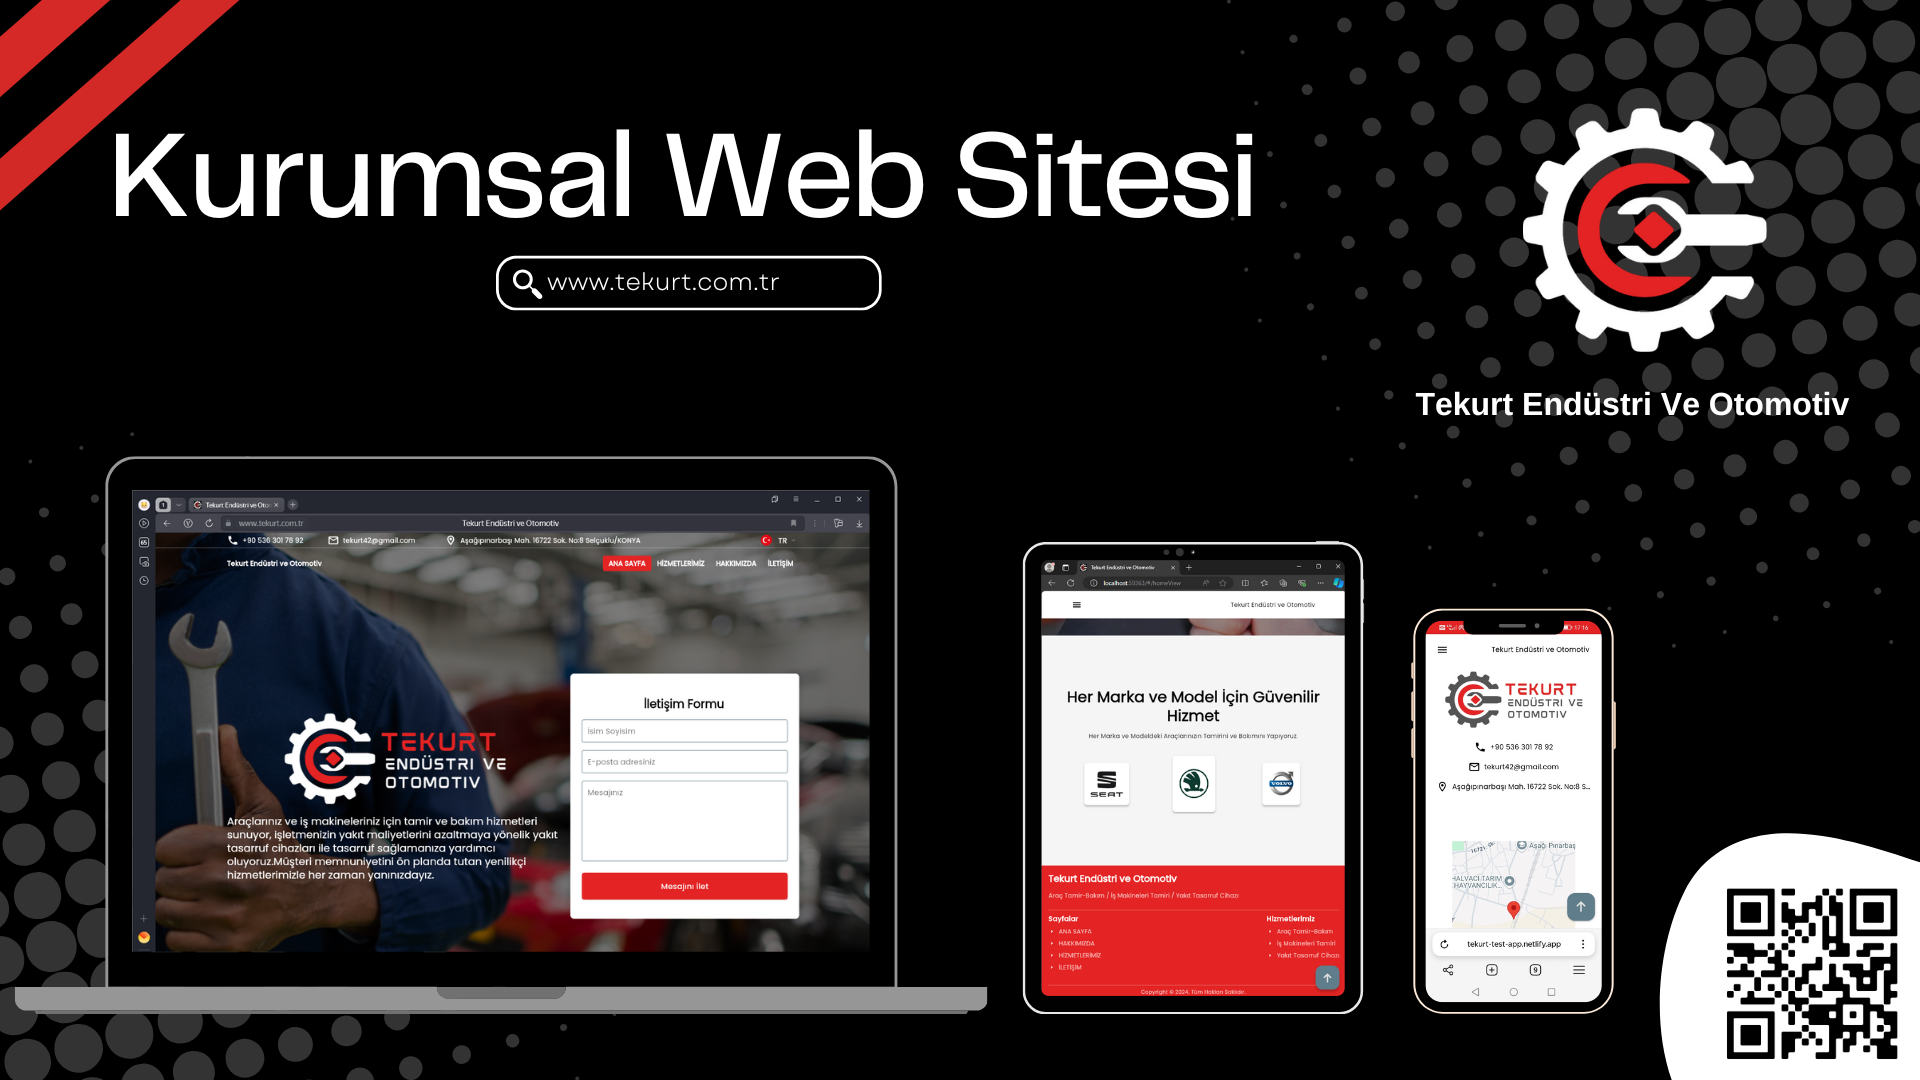 Kurumsal Web Sitesi
www.tekurt.com.tr
Tekurt Endüstri Ve Otomotiv
Tekurt Endüstri ve Oto
www.tekurt.com.tr
Tekurt Endüstri ve Otomotiv
+90 536 301 78 92
tekurt42@gmail.com
Aşağıpınarbaşı Mah. 16722 Sok. No:8 Selçuklu/KONYA
TR
Tekurt Endüstri ve Otomotiv
ANA SAYFA
HİZMETLERİMİZ
HAKKIMIZDA
İLETİŞİM
TEKURT
ENDÜSTRİ VE
OTOMOTIV
Araçlarınız ve iş makineleriniz için tamir ve bakım hizmetleri
sunuyor, işletmenizin yakıt maliyetlerini azaltmaya yönelik yakıt
tasarruf cihazları ile tasarruf sağlamanıza yardımcı
oluyoruz.Müşteri memnuniyetini ön planda tutan yenilikçi
hizmetlerimizle her zaman yanınızdayız.
İletişim Formu
İsim Soyisim
E-posta adresiniz
Mesajınız
Mesajını İlet
Tekurt Endüstri ve Otomotiv
localhost:59363/#/homeView
Tekurt Endüstri ve Otomotiv
Her Marka ve Model İçin Güvenilir
Hizmet
Her Marka ve Modeldeki Araçlarınızın Tamirini ve Bakımını Yapıyoruz.
SEAT
VOLVO
Tekurt Endüstri ve Otomotiv
Araç Tamir-Bakım / İş Makineleri Tamiri / Yakıt Tasarruf Cihazı
Sayfalar
ANA SAYFA
HAKKIMIZDA
HİZMETLERİMİZ
İLETİŞİM
Hizmetlerimiz
Araç Tamir-Bakım
İş Makineleri Tamiri
Yakıt Tasarruf Cihazı
Copyright © 2024, Tüm Hakları Saklıdır.
17:16
Tekurt Endüstri ve Otomotiv
TEKURT
ENDÜSTRİ VE
OTOMOTIV
+90 536 301 78 92
tekurt42@gmail.com
Aşağıpınarbaşı Mah. 16722 Sok. No:8 S...
16721.
Aşağı Pınarbaş
HALVACI TARIM
HAYVANCILIK...
tekurt-test-app.netlify.app
9